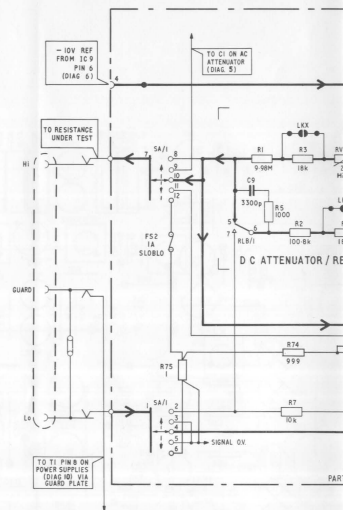 - 10V REF
FROM IC 9
PIN 6
(DIAG 6)
4
TO C1 ON AC
ATTENUATOR
(DIAG 5)
TO RESISTANCE
UNDER TEST
Hi
7
SA/1
8
9
10
11
12
LKX
R1
9·98M
R3
18k
RV
C9
3300p
R5
1000
R2
100·8k
5
6
7
RLB/1
FS2
1A
SLOBLO
D C ATTENUATOR / RE
GUARD
R74
999
R75
1
Lo
1
SA/1
2
3
4
5
6
R7
10k
SIGNAL 0.V.
TO T1 PIN 8 ON
POWER SUPPLIES
(DIAG 10) VIA
GUARD PLATE
PART